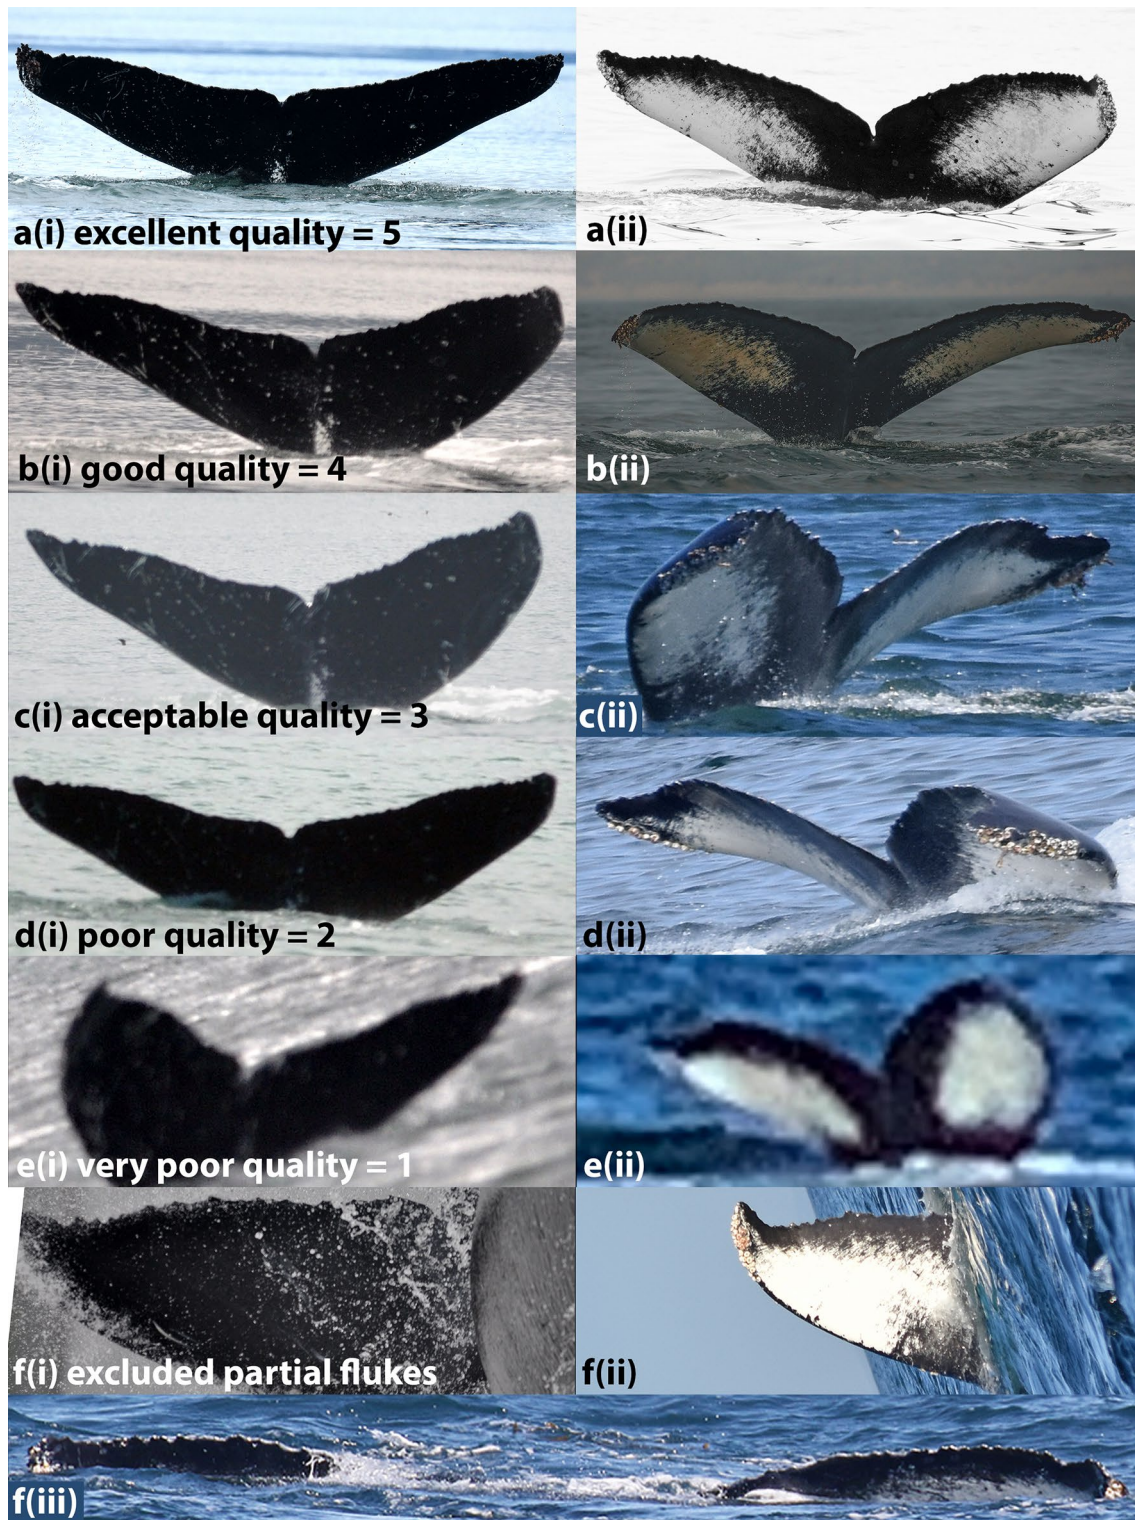 a(i) excellent quality = 5
a(ii)
b(i) good quality = 4
b(ii)
c(i) acceptable quality = 3
c(ii)
d(i) poor quality = 2
d(ii)
e(i) very poor quality = 1
e(ii)
f(i) excluded partial flukes
f(ii)
f(iii)